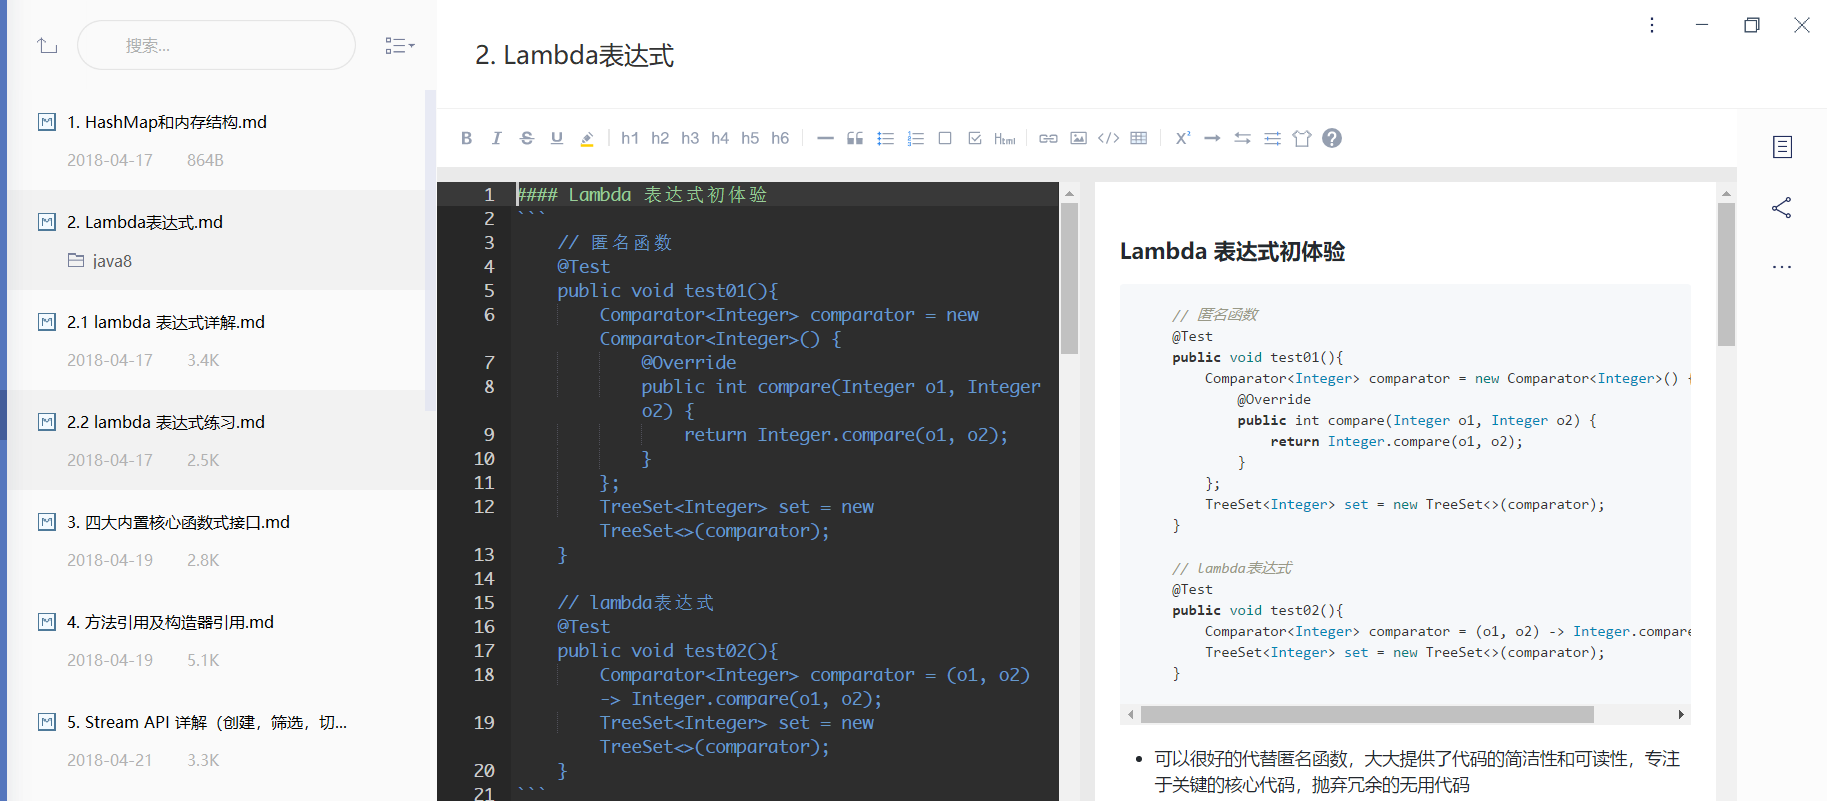 搜索...
1. HashMap和内存结构.md
2018-04-17 864B
2. Lambda表达式.md
java8
2.1 lambda 表达式详解.md
2018-04-17 3.4K
2.2 lambda 表达式练习.md
2018-04-17 2.5K
3. 四大内置核心函数式接口.md
2018-04-19 2.8K
4. 方法引用及构造器引用.md
2018-04-19 5.1K
5. Stream API 详解（创建，筛选，切...
2018-04-21 3.3K
2. Lambda表达式
B I S U h1 h2 h3 h4 h5 h6 Html </> X² ?
1 #### Lambda 表达式初体验
2 ```
3 // 匿名函数
4 @Test
5 public void test01(){
6 Comparator<Integer> comparator = new
Comparator<Integer>() {
7 @Override
8 public int compare(Integer o1, Integer
o2) {
9 return Integer.compare(o1, o2);
10 }
11 };
12 TreeSet<Integer> set = new
TreeSet<>(comparator);
13 }
14
15 // lambda表达式
16 @Test
17 public void test02(){
18 Comparator<Integer> comparator = (o1, o2)
-> Integer.compare(o1, o2);
19 TreeSet<Integer> set = new
TreeSet<>(comparator);
20 }
21 ```
Lambda 表达式初体验
// 匿名函数
@Test
public void test01(){
Comparator<Integer> comparator = new Comparator<Integer>() {
@Override
public int compare(Integer o1, Integer o2) {
return Integer.compare(o1, o2);
}
};
TreeSet<Integer> set = new TreeSet<>(comparator);
}
// lambda表达式
@Test
public void test02(){
Comparator<Integer> comparator = (o1, o2) -> Integer.compare
TreeSet<Integer> set = new TreeSet<>(comparator);
}
• 可以很好的代替匿名函数，大大提供了代码的简洁性和可读性，专注
于关键的核心代码，抛弃冗余的无用代码